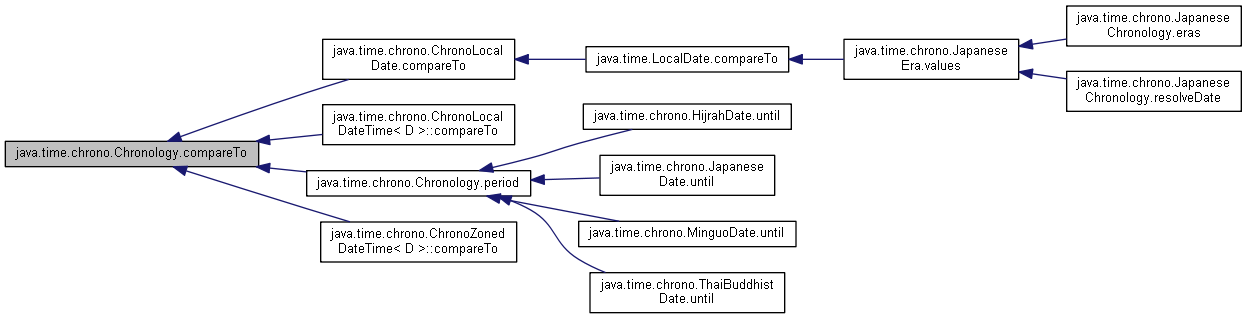 java.time.chrono.Chronology.compareTo
java.time.chrono.ChronoLocal
Date.compareTo
java.time.LocalDate.compareTo
java.time.chrono.Japanese
Era.values
java.time.chrono.Japanese
Chronology.eras
java.time.chrono.Japanese
Chronology.resolveDate
java.time.chrono.ChronoLocal
DateTime< D >::compareTo
java.time.chrono.Chronology.period
java.time.chrono.HijrahDate.until
java.time.chrono.Japanese
Date.until
java.time.chrono.MinguoDate.until
java.time.chrono.ThaiBuddhist
Date.until
java.time.chrono.ChronoZoned
DateTime< D >::compareTo